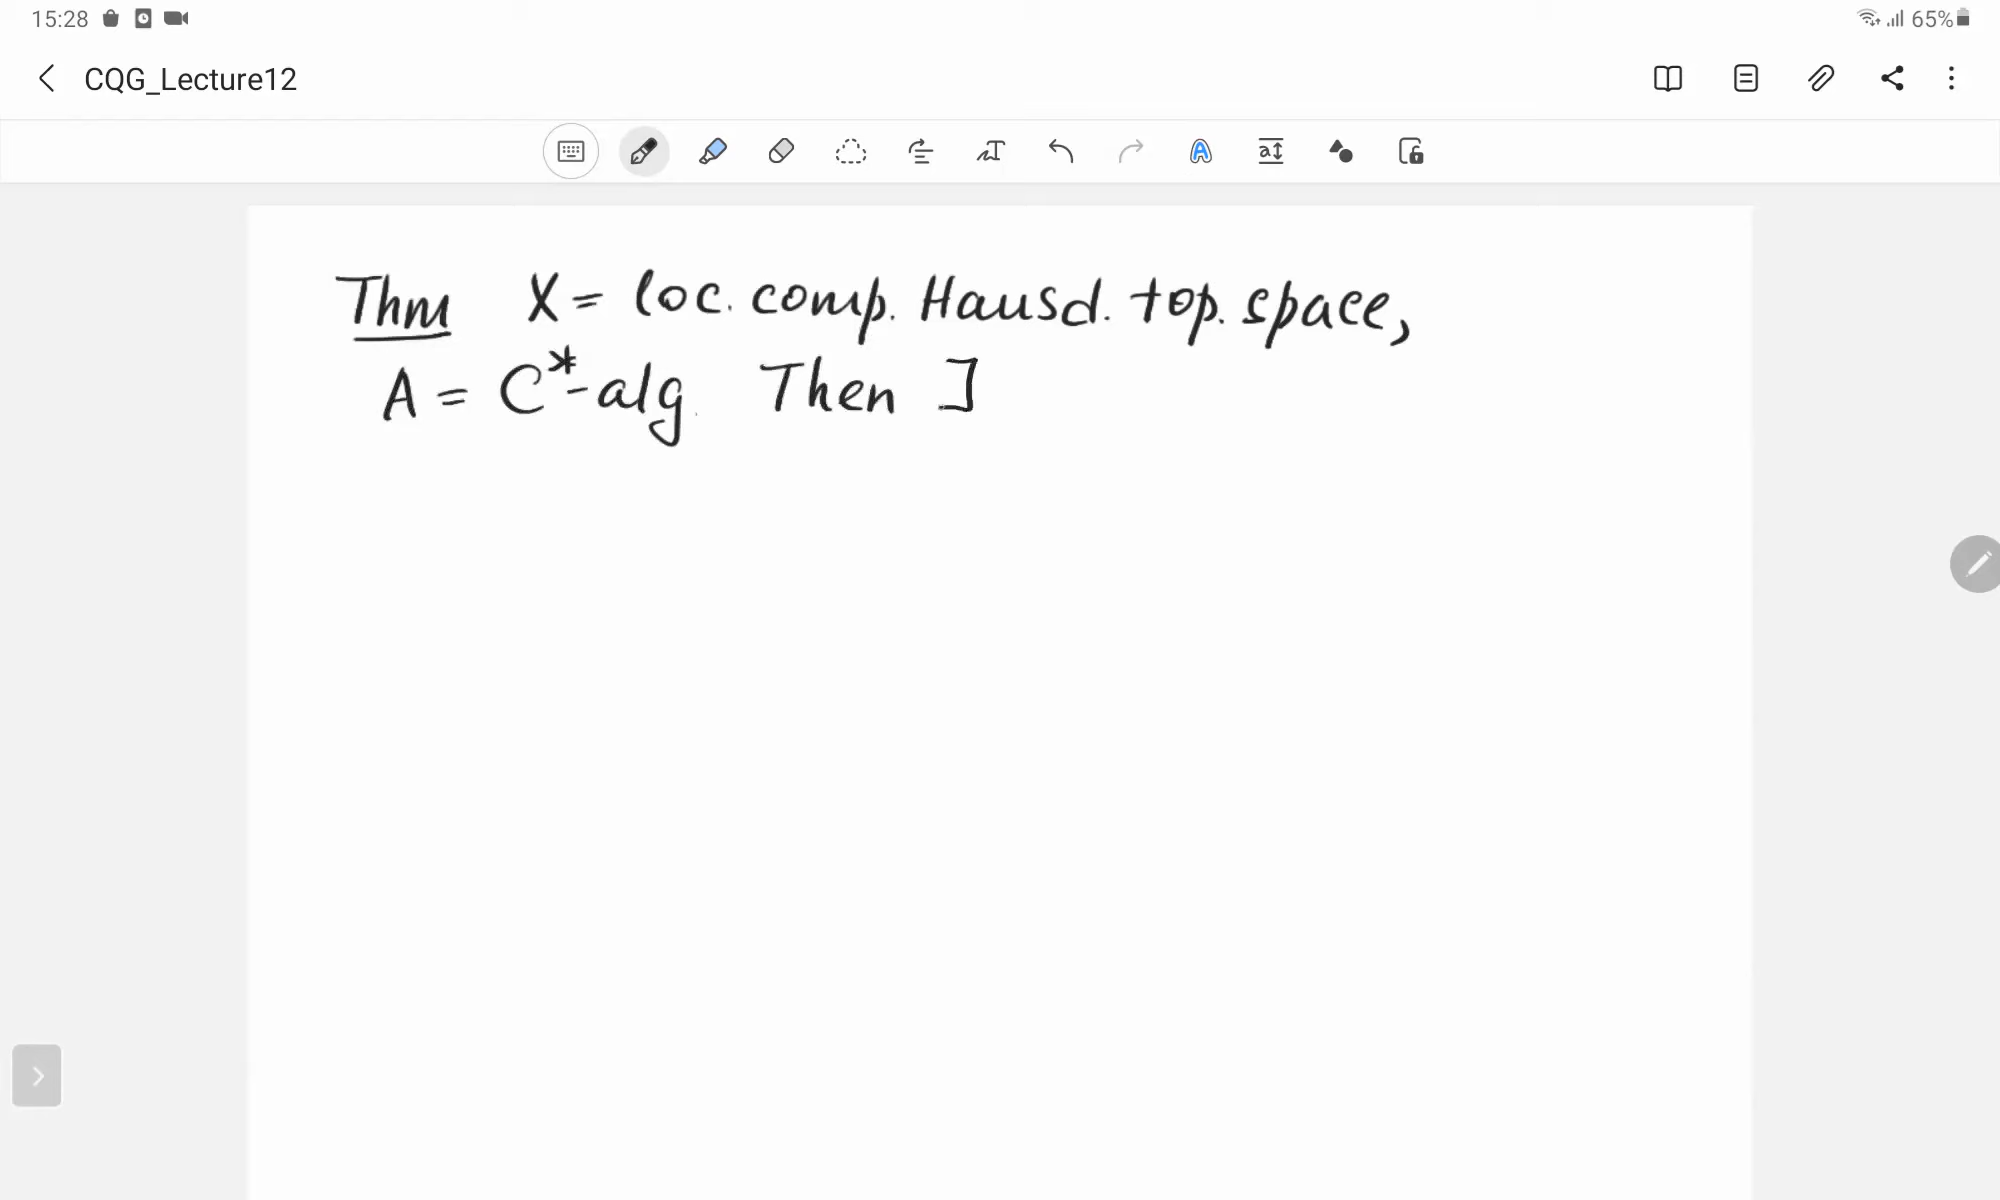 15:28 65%
CQG_Lecture12
Thm X = loc. comp. Hausd. top. space,
A = C*-alg. Then ∃